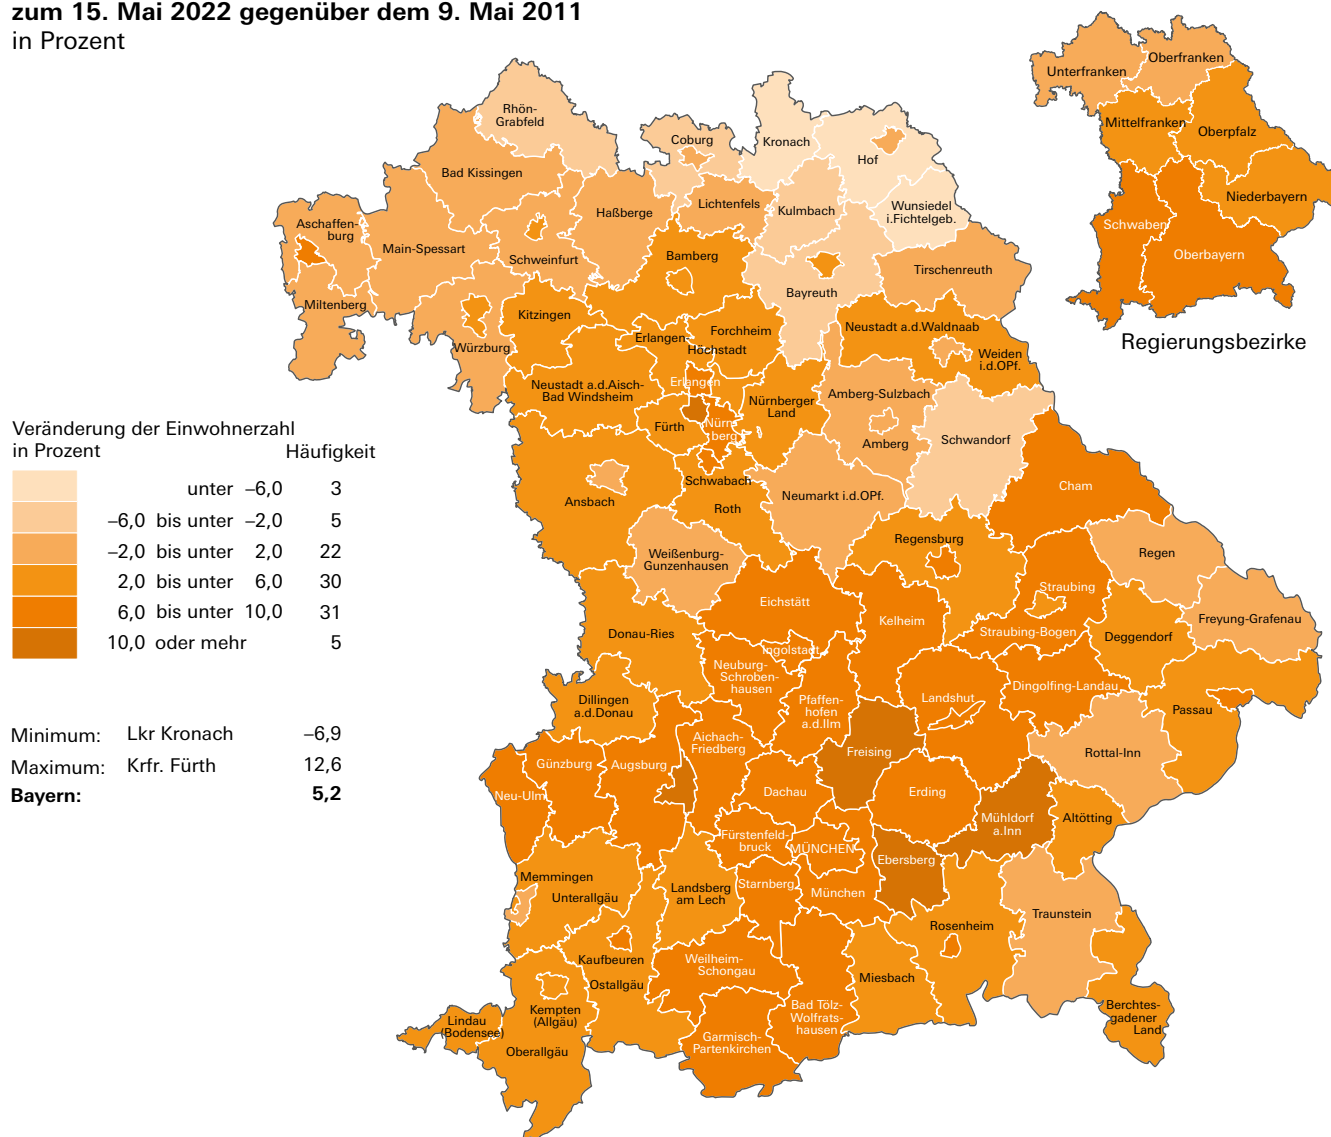 zum 15. Mai 2022 gegenüber dem 9. Mai 2011
in Prozent
Rhön-
Grabfeld
Coburg
Kronach
Hof
Bad Kissingen
Lichtenfels
Kulmbach
Wunsiedel
i.Fichtelgeb.
Haßberge
Aschaffen-
burg
Main-Spessart
Schweinfurt
Bamberg
Tirschenreuth
Bayreuth
Miltenberg
Kitzingen
Würzburg
Erlangen-
Höchstadt
Forchheim
Neustadt a.d.Waldnaab
Weiden
i.d.OPf.
Neustadt a.d.Aisch-
Bad Windsheim
Erlangen
Nürnberger
Land
Amberg-Sulzbach
Fürth
Nürn-
berg
Amberg
Schwandorf
Ansbach
Schwabach
Roth
Neumarkt i.d.OPf.
Cham
Weißenburg-
Gunzenhausen
Regensburg
Regen
Eichstätt
Kelheim
Straubing
Straubing-Bogen
Freyung-Grafenau
Deggendorf
Donau-Ries
Ingolstadt
Neuburg-
Schroben-
hausen
Pfaffen-
hofen
a.d.Ilm
Landshut
Dingolfing-Landau
Passau
Dillingen
a.d.Donau
Aichach-
Friedberg
Freising
Rottal-Inn
Günzburg
Augsburg
Neu-Ulm
Dachau
Erding
Mühldorf
a.Inn
Altötting
Fürstenfeld-
bruck
MÜNCHEN
Ebersberg
Memmingen
Unterallgäu
Landsberg
am Lech
Starnberg
München
Traunstein
Rosenheim
Kaufbeuren
Ostallgäu
Weilheim-
Schongau
Miesbach
Bad Tölz-
Wolfrats-
hausen
Berchtes-
gadener
Land
Kempten
(Allgäu)
Lindau
(Bodensee)
Oberallgäu
Garmisch-
Partenkirchen
Unterfranken
Oberfranken
Mittelfranken
Oberpfalz
Niederbayern
Schwaben
Oberbayern
Regierungsbezirke
Veränderung der Einwohnerzahl
in Prozent Häufigkeit
unter –6,0 3
–6,0 bis unter –2,0 5
–2,0 bis unter 2,0 22
2,0 bis unter 6,0 30
6,0 bis unter 10,0 31
10,0 oder mehr 5
Minimum: Lkr Kronach –6,9
Maximum: Krfr. Fürth 12,6
Bayern: 5,2